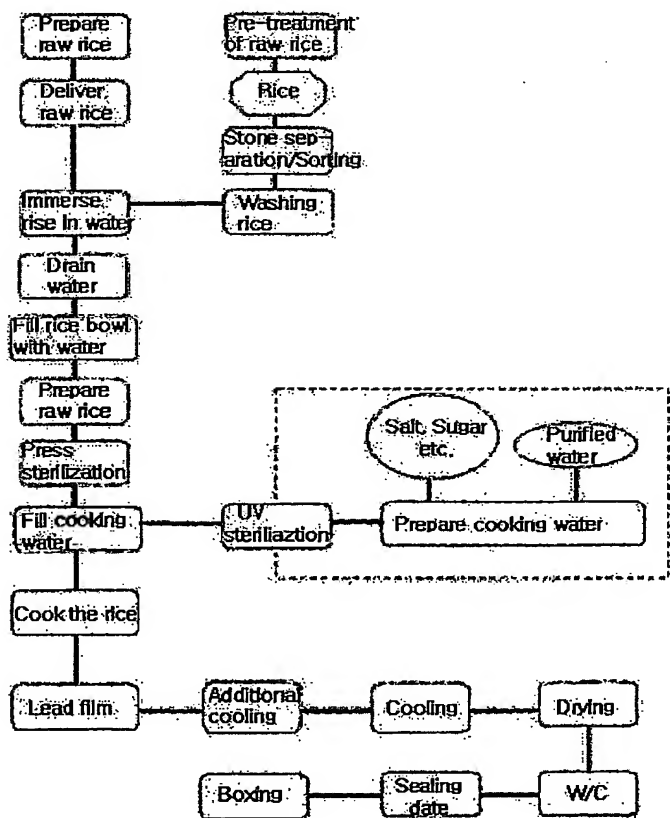 Prepare
raw rice
Pre-treatment
of raw rice
Deliver
raw rice
Rice
Stone sep-
aration/Sorting
Immerse
rise in water
Washing
rice
Drain
water
Fill rice bowl
with water
Prepare
raw rice
Press
sterilization
Salt, Sugar
etc.
Purified
water
Fill cooking
water
UV
steriliaztion
Prepare cooking water
Cook the rice
Lead film
Additional
cooling
Cooling
Drying
Boxing
Sealing
date
W/C